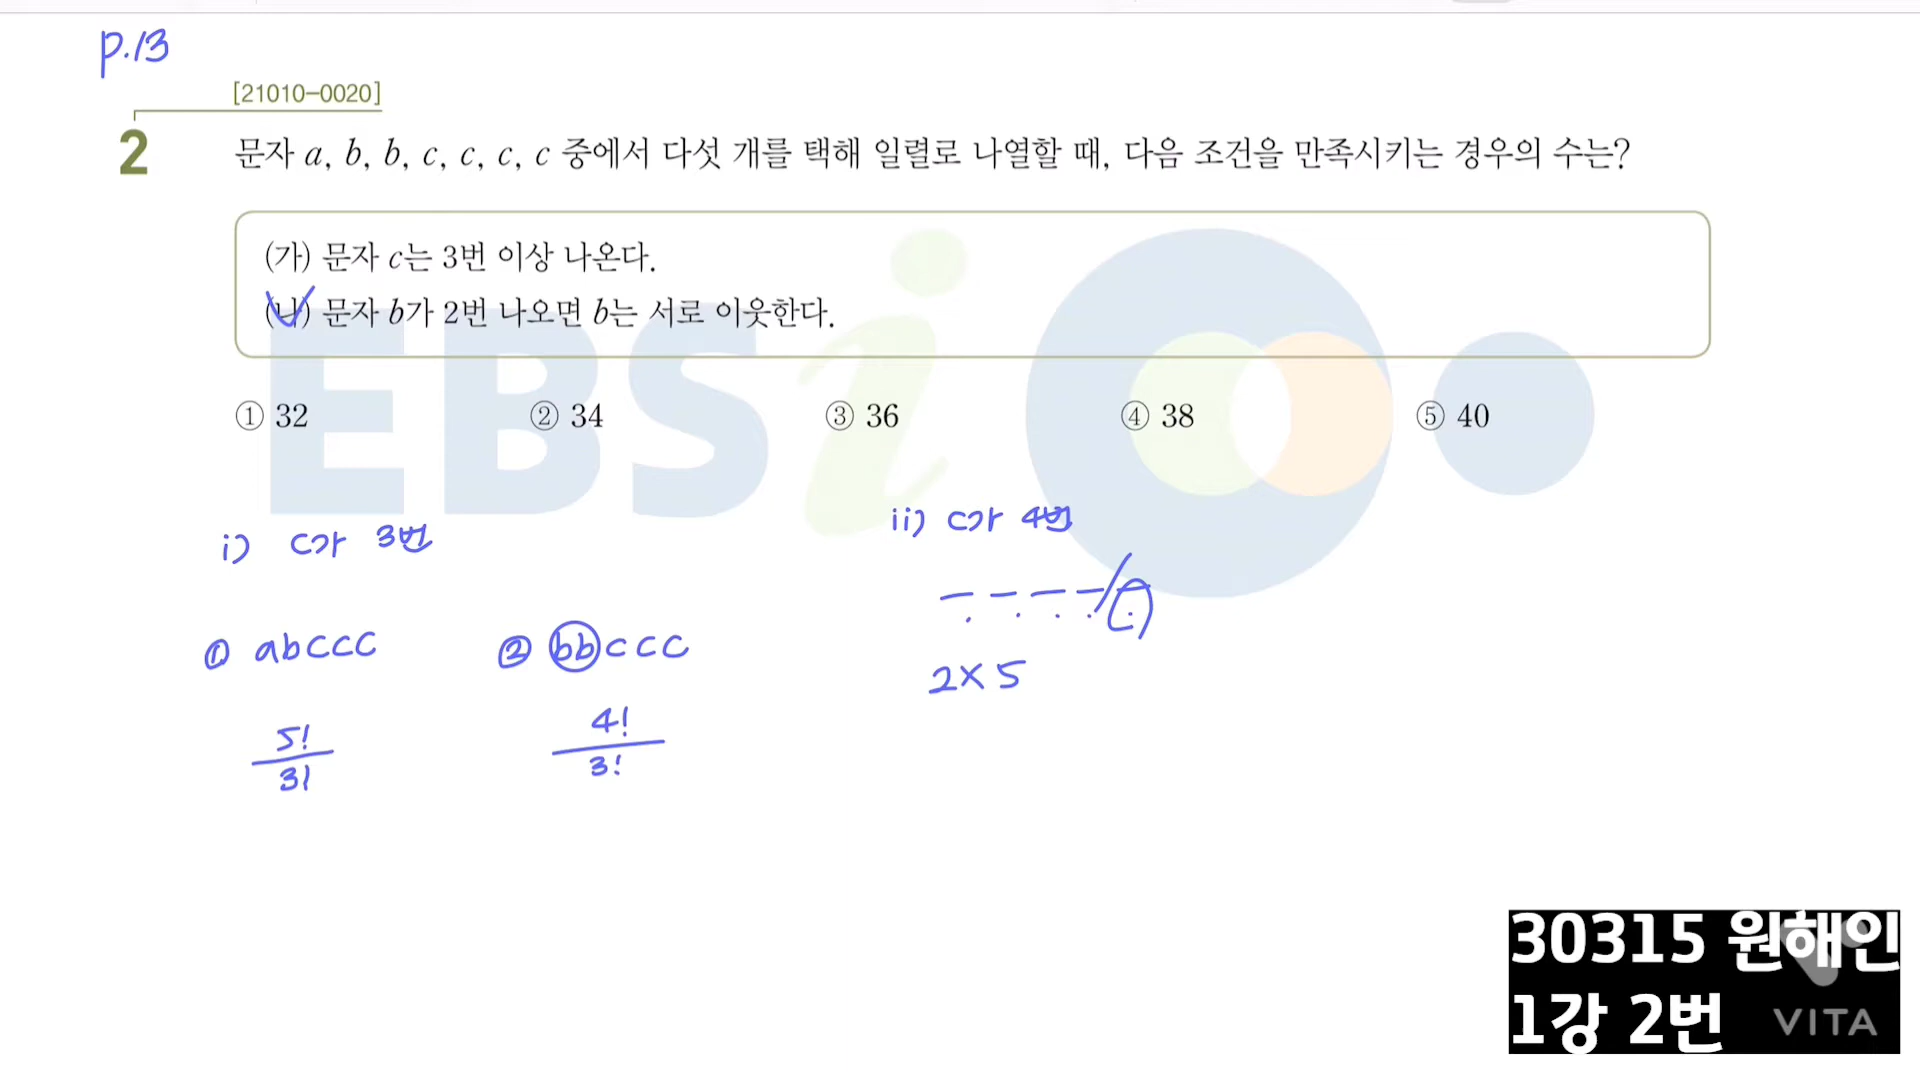 p.13
[21010-0020]
2 문자 a, b, b, c, c, c, c 중에서 다섯 개를 택해 일렬로 나열할 때, 다음 조건을 만족시키는 경우의 수는?
(가) 문자 c는 3번 이상 나온다.
(나) 문자 b가 2번 나오면 b는 서로 이웃한다.
① 32 ② 34 ③ 36 ④ 38 ⑤ 40
EBSi
i) c가 3번
ii) c가 4번
① abccc ② bbccc
2×5
5!/3! 4!/3!
30315 원해인
1강 2번
VITA